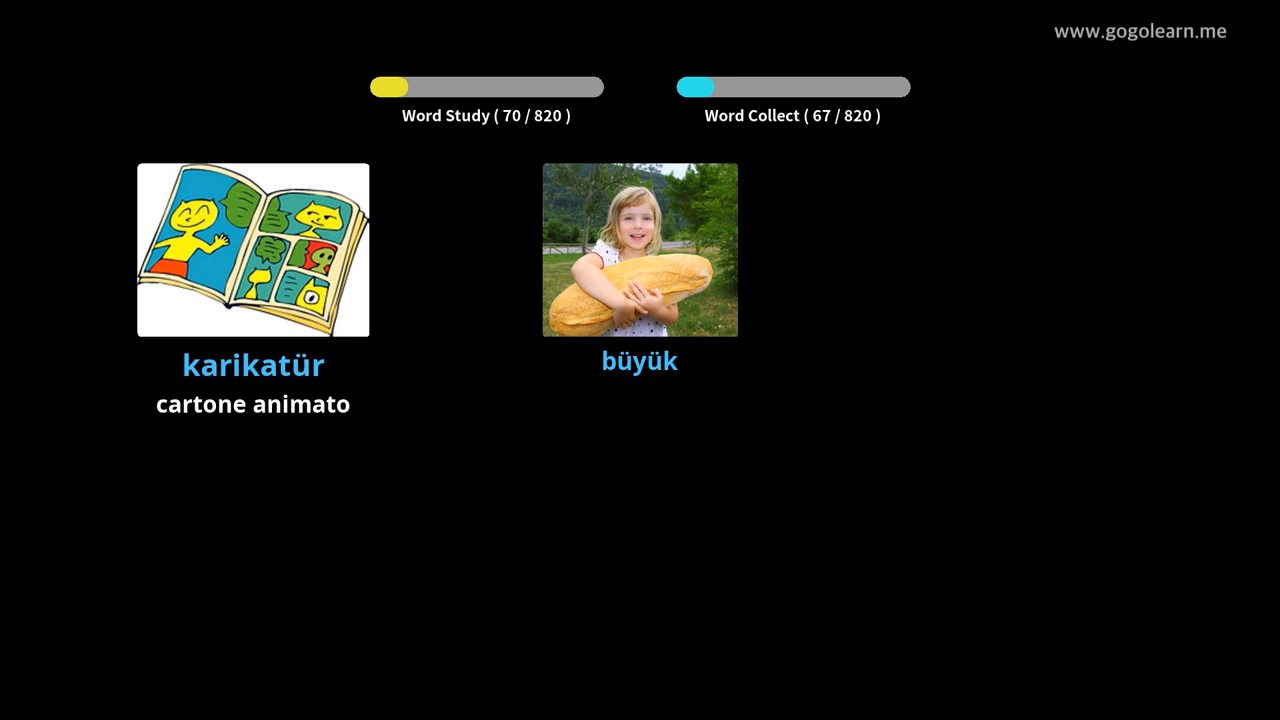 www.gogolearn.me
Word Study ( 70 / 820 )
Word Collect ( 67 / 820 )
karikatür
cartone animato
büyük